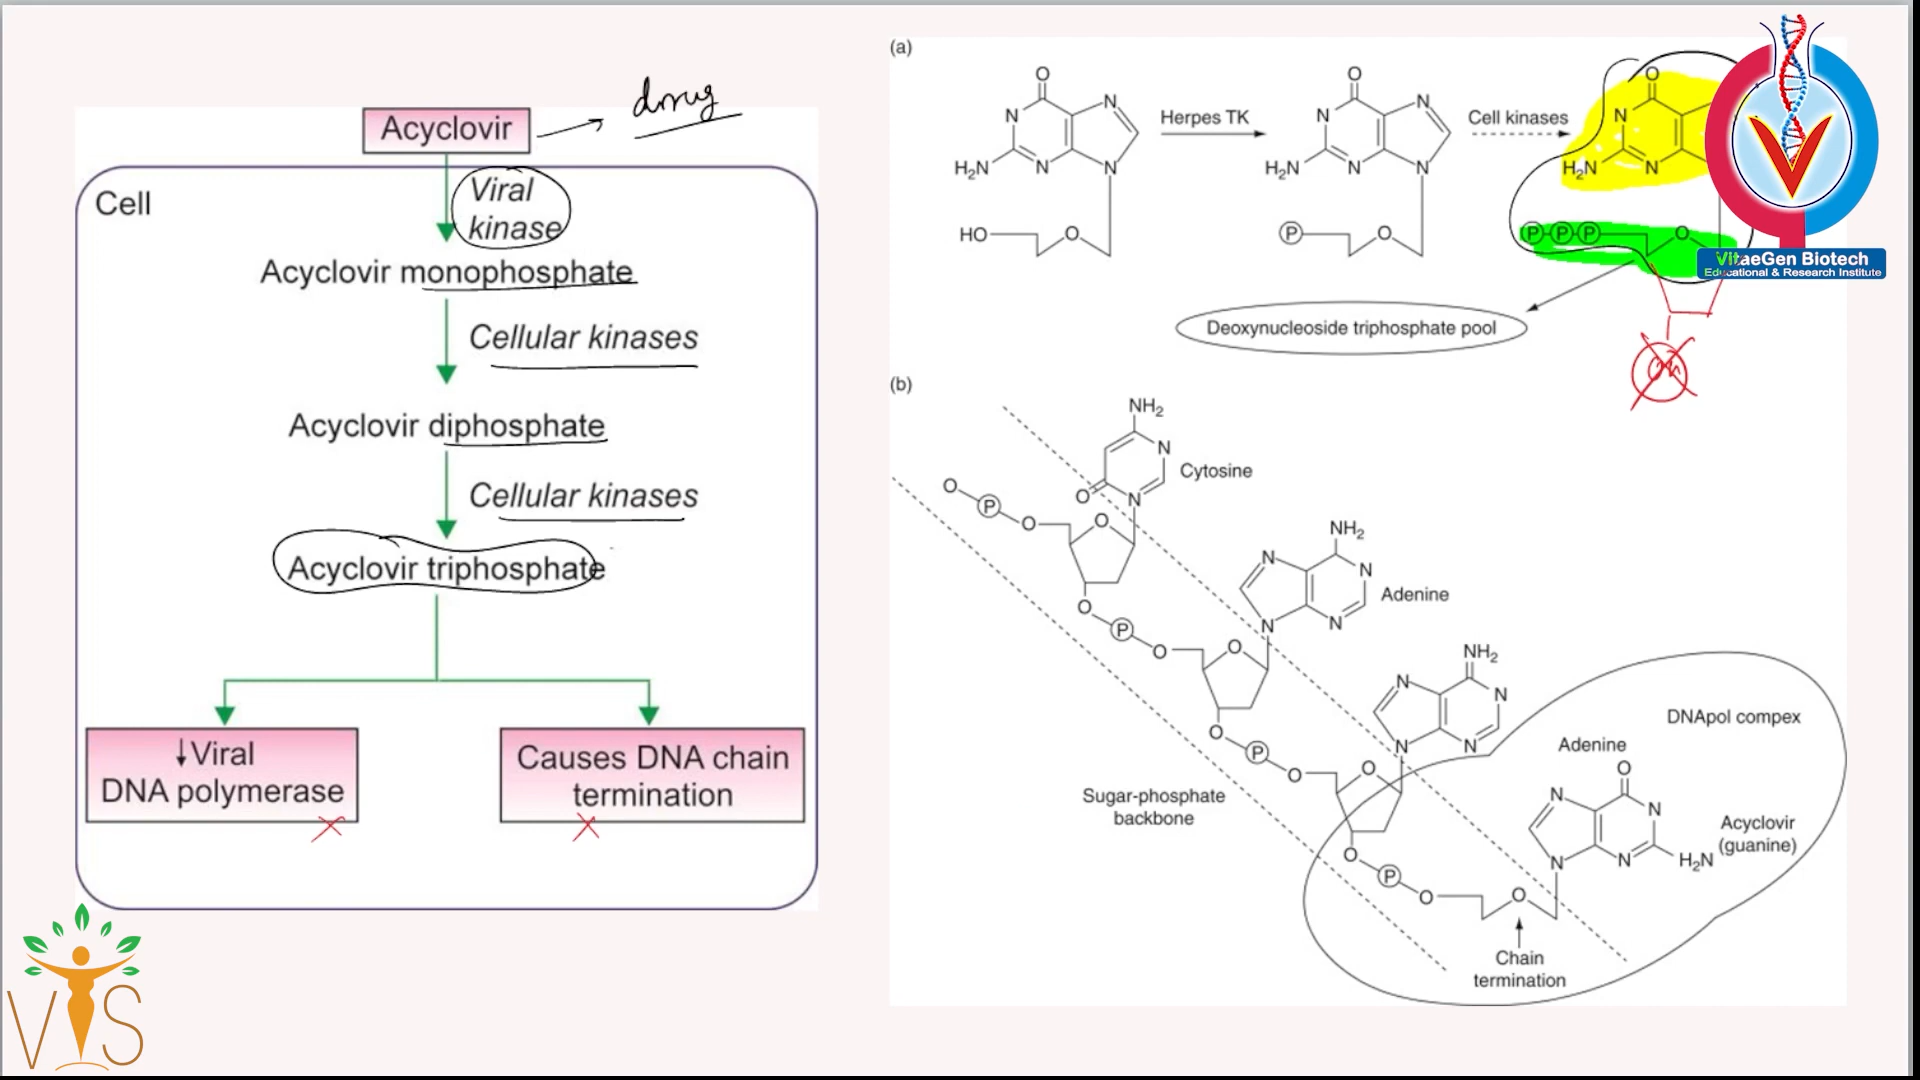 Acyclovir
drug
Cell
Viral
kinase
Acyclovir monophosphate
Cellular kinases
Acyclovir diphosphate
Cellular kinases
Acyclovir triphosphate
↓Viral
DNA polymerase
Causes DNA chain
termination
VIS
(a)
O
N
N
H₂N
N
N
HO
O
Herpes TK
O
N
N
H₂N
N
N
P
O
Cell kinases
O
N
H₂N
N
P P P
O
VitaeGen Biotech
Educational & Research Institute
Deoxynucleoside triphosphate pool
(b)
NH₂
N
Cytosine
O
N
O
P
O
O
NH₂
N
N
Adenine
N
N
O
P
O
O
NH₂
N
N
N
N
O
P
O
O
Sugar-phosphate
backbone
DNApol compex
Adenine
O
N
N
Acyclovir
(guanine)
N
N
H₂N
O
P
O
O
Chain
termination